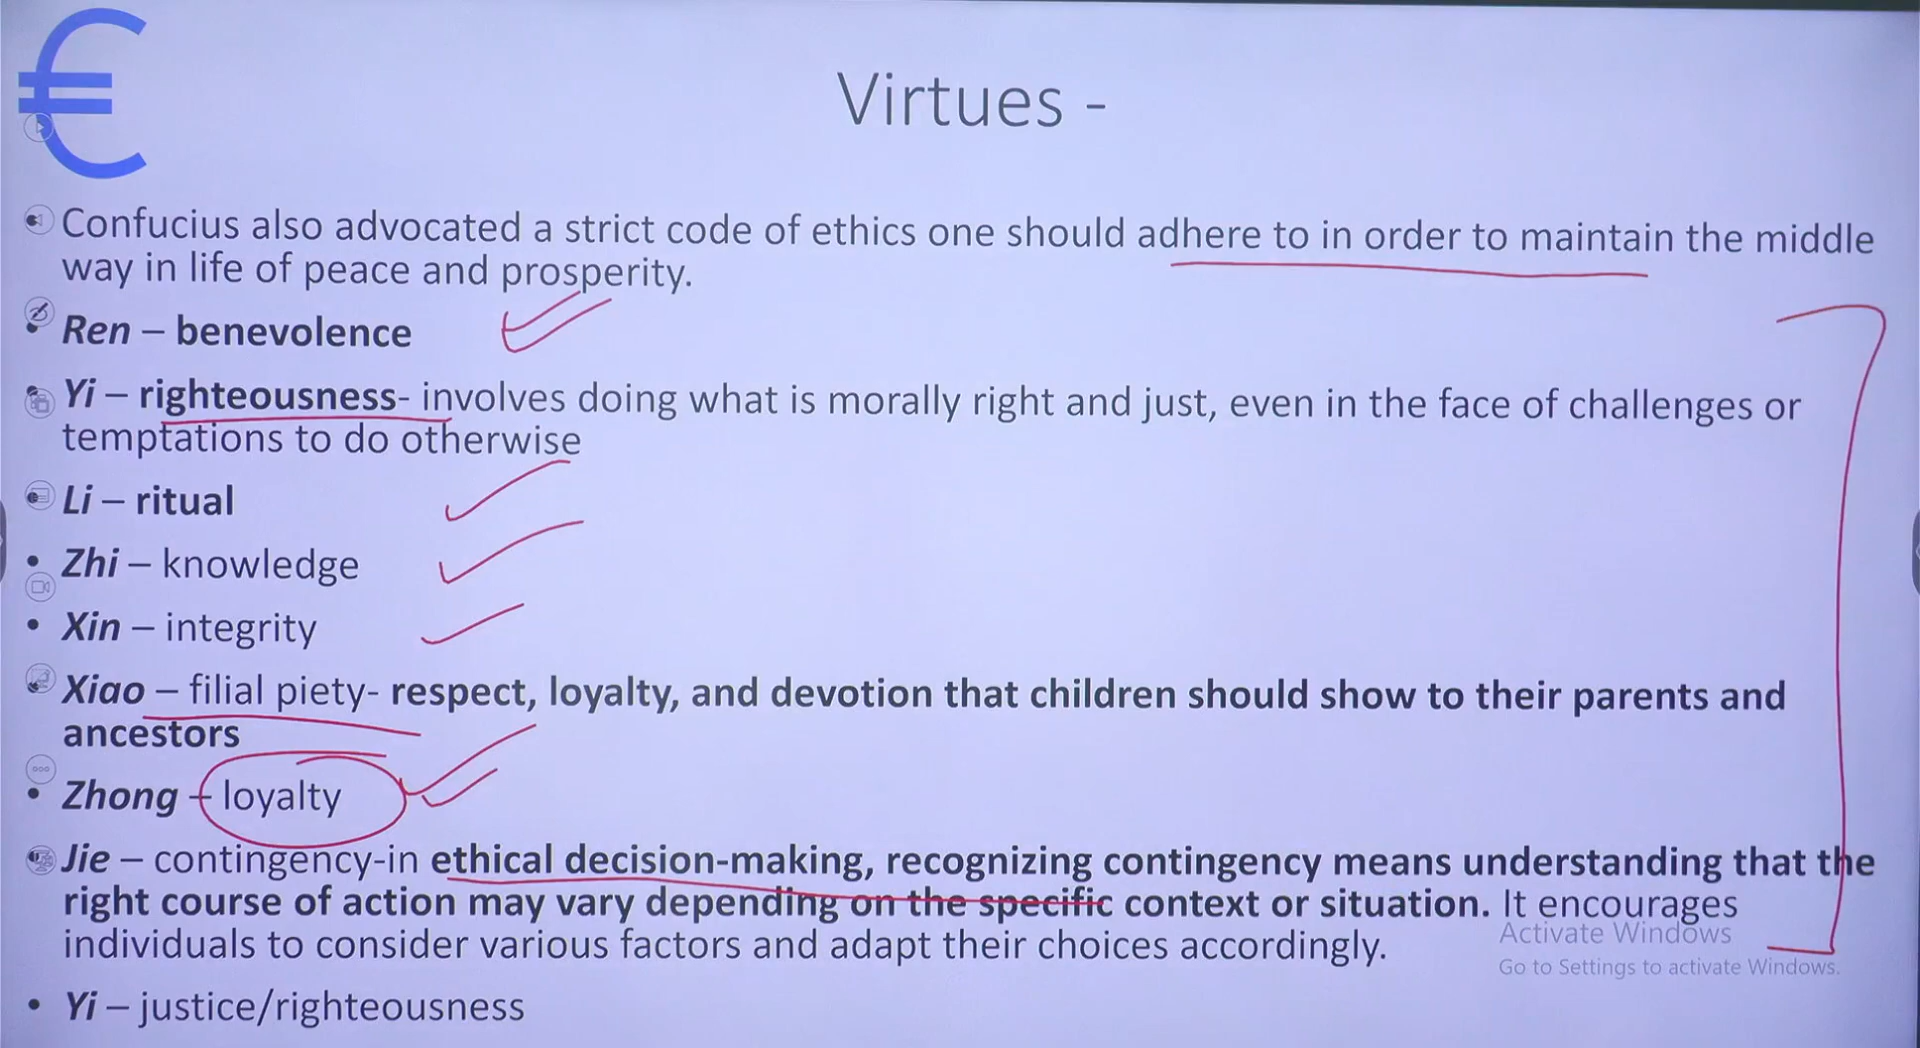 Virtues -
Confucius also advocated a strict code of ethics one should adhere to in order to maintain the middle
way in life of peace and prosperity.
Ren – benevolence
Yi – righteousness- involves doing what is morally right and just, even in the face of challenges or
temptations to do otherwise
Li – ritual
Zhi – knowledge
Xin – integrity
Xiao – filial piety- respect, loyalty, and devotion that children should show to their parents and
ancestors
Zhong – loyalty
Jie – contingency-in ethical decision-making, recognizing contingency means understanding that the
right course of action may vary depending on the specific context or situation. It encourages
individuals to consider various factors and adapt their choices accordingly.
Activate Windows
Go to Settings to activate Windows.
Yi – justice/righteousness